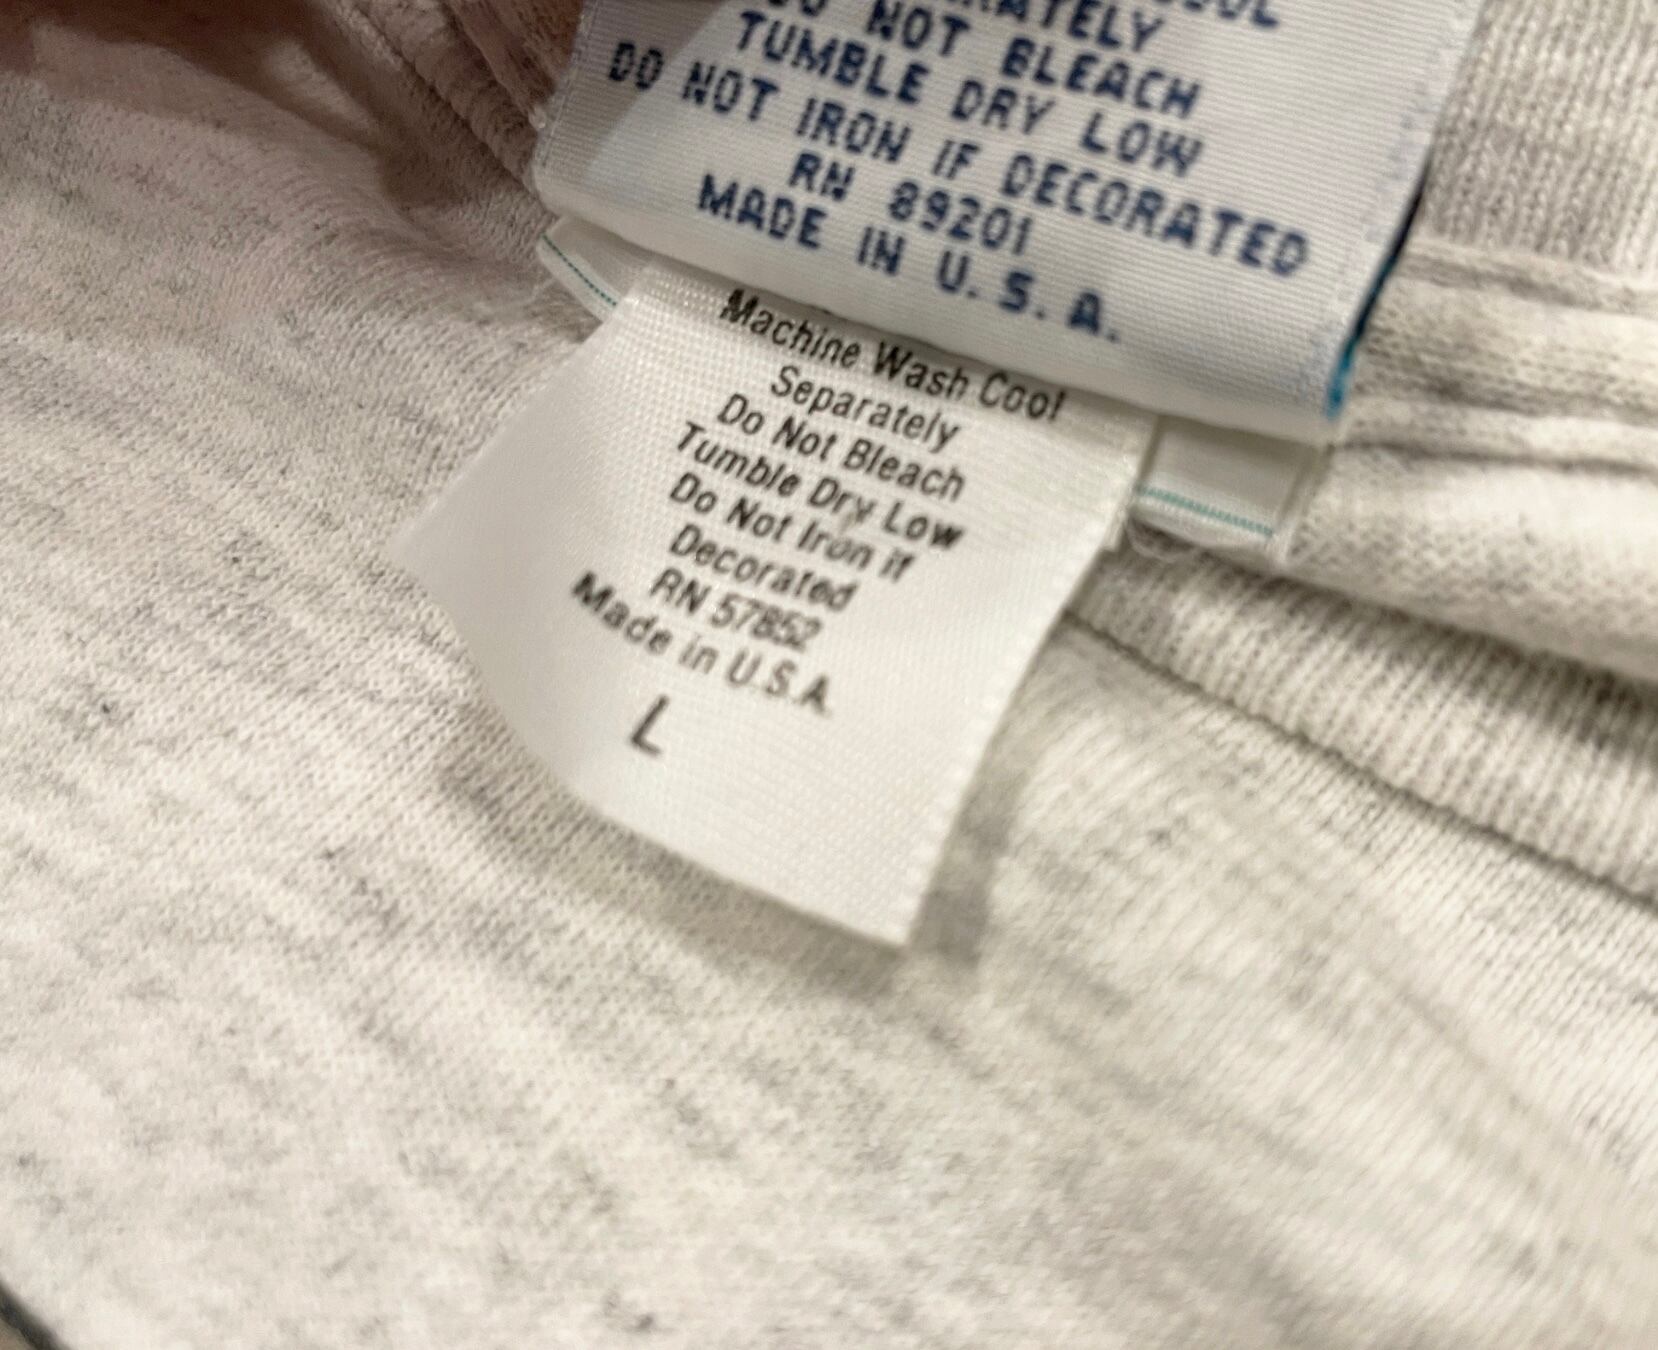 DO NOT BLEACH
TUMBLE DRY LOW
DO NOT IRON IF DECORATED
RN 89201
MADE IN U.S.A.
Machine Wash Cool
Separately
Do Not Bleach
Tumble Dry Low
Do Not Iron if
Decorated
RN 57852
Made in U.S.A.
L